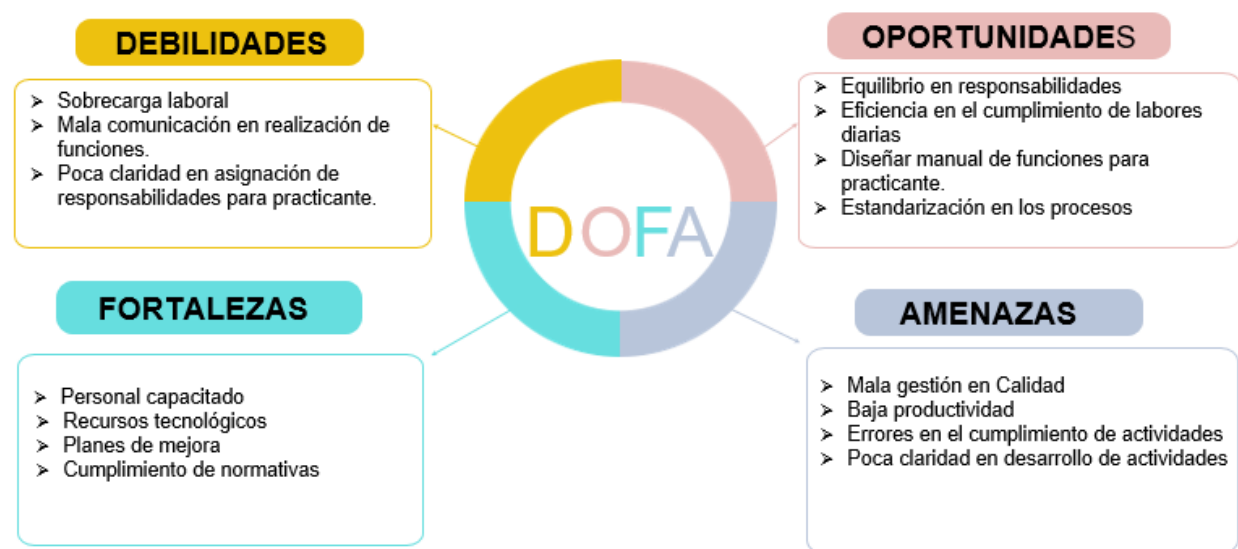 DEBILIDADES
➤ Sobrecarga laboral
➤ Mala comunicación en realización de
funciones.
➤ Poca claridad en asignación de
responsabilidades para practicante.
OPORTUNIDADES
➤ Equilibrio en responsabilidades
➤ Eficiencia en el cumplimiento de labores
diarias
➤ Diseñar manual de funciones para
practicante.
➤ Estandarización en los procesos
DOFA
FORTALEZAS
➤ Personal capacitado
➤ Recursos tecnológicos
➤ Planes de mejora
➤ Cumplimiento de normativas
AMENAZAS
➤ Mala gestión en Calidad
➤ Baja productividad
➤ Errores en el cumplimiento de actividades
➤ Poca claridad en desarrollo de actividades